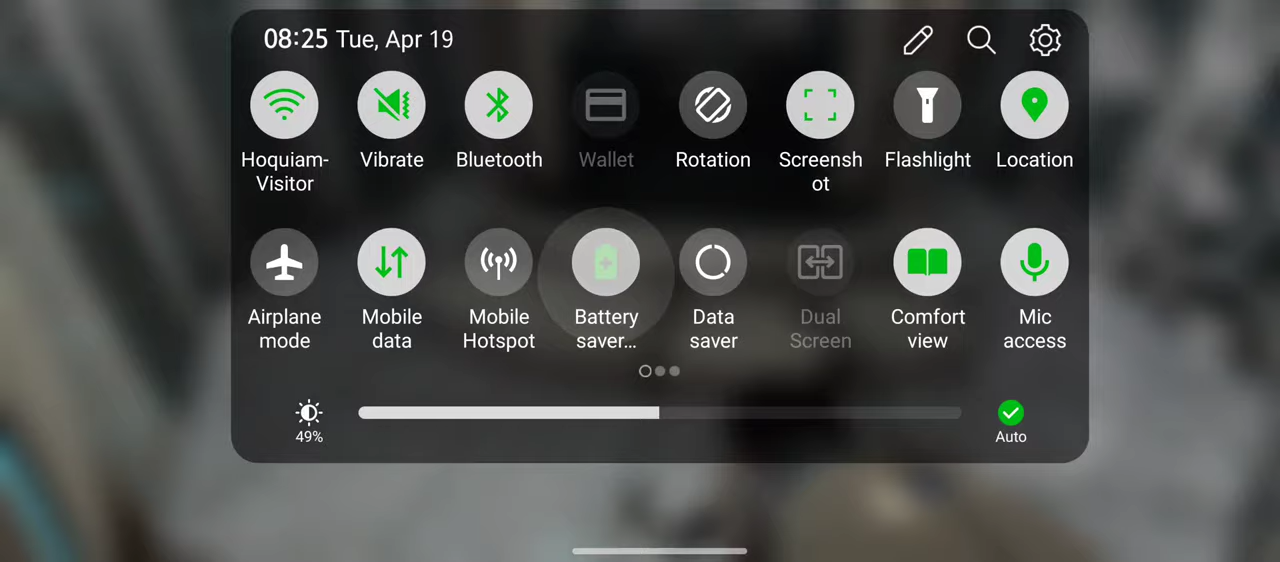 08:25 Tue, Apr 19
Hoquiam-
Visitor
Vibrate
Bluetooth
Wallet
Rotation
Screensh
ot
Flashlight
Location
Airplane
mode
Mobile
data
Mobile
Hotspot
Battery
saver...
Data
saver
Dual
Screen
Comfort
view
Mic
access
49%
Auto